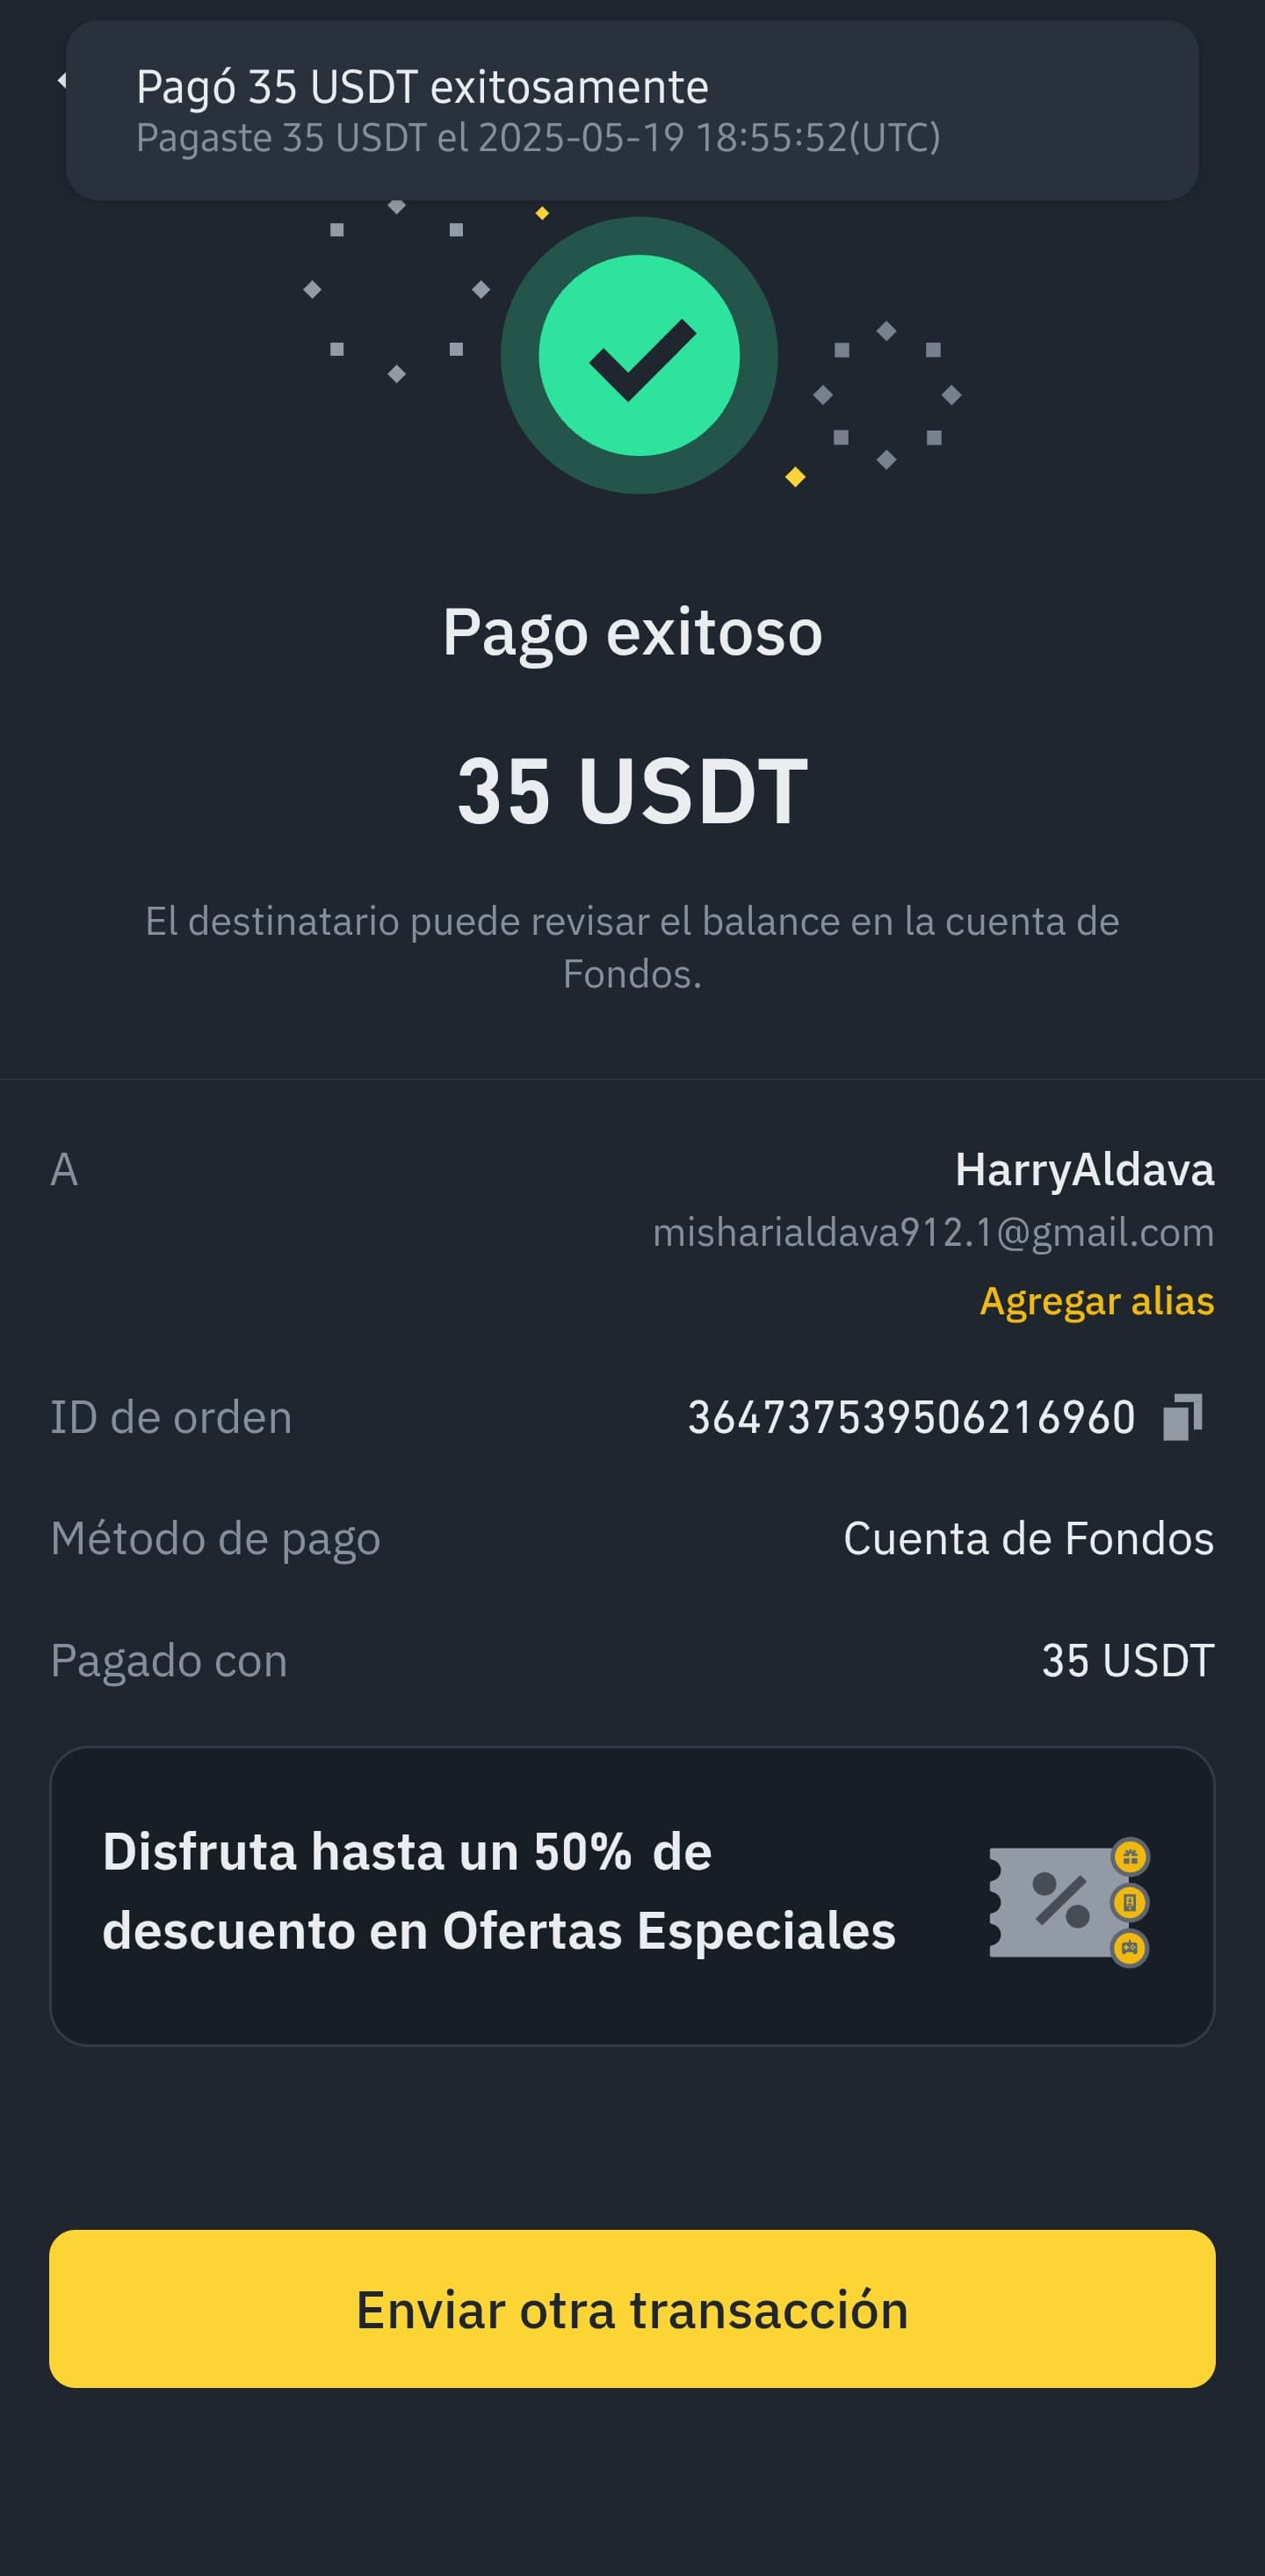 Pagó 35 USDT exitosamente
Pagaste 35 USDT el 2025-05-19 18:55:52(UTC)
Pago exitoso
35 USDT
El destinatario puede revisar el balance en la cuenta de
Fondos.
A
HarryAldava
misharialdava912.1@gmail.com
Agregar alias
ID de orden
364737539506216960
Método de pago
Cuenta de Fondos
Pagado con
35 USDT
Disfruta hasta un 50% de
descuento en Ofertas Especiales
Enviar otra transacción